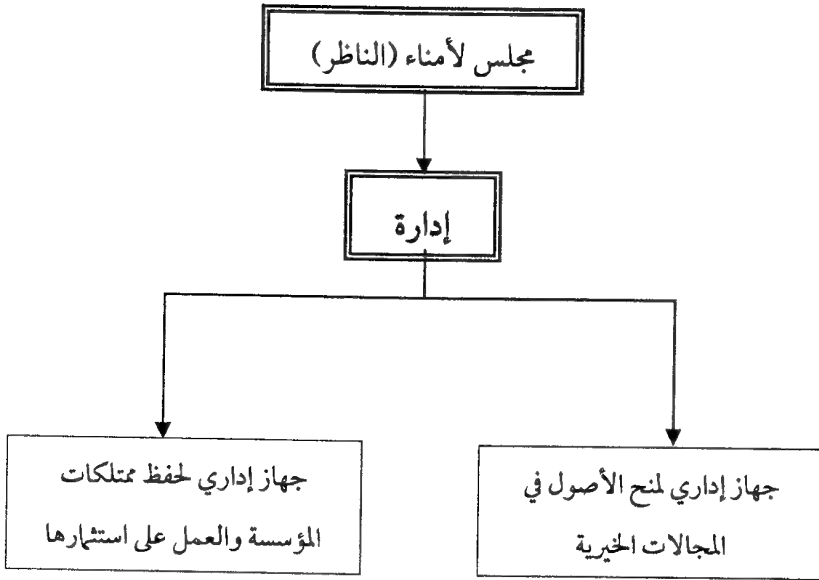 مجلس لأمناء (الناظر)
إدارة
جهاز إداري لمنح الأصول في
المجالات الخيرية
جهاز إداري لحفظ ممتلكات
المؤسسة والعمل على استثمارها